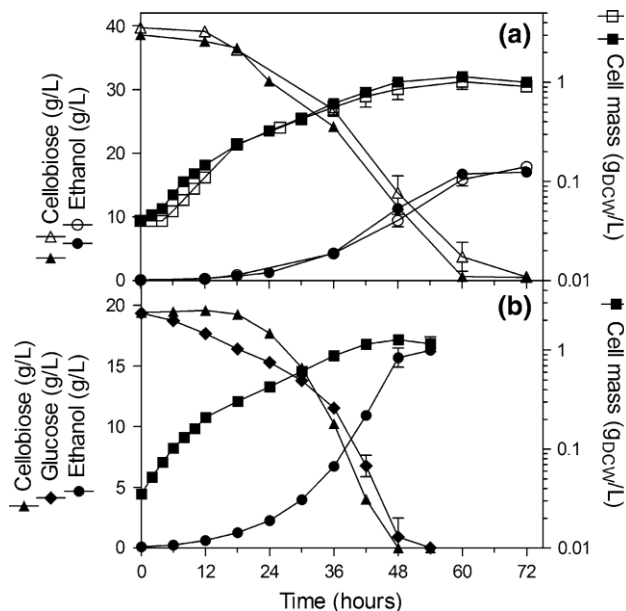 (a)
40
30
20
10
0
Cellobiose (g/L)
Ethanol (g/L)
Cell mass (gDCW/L)
1
0.1
0.01
(b)
20
15
10
5
0
Cellobiose (g/L)
Glucose (g/L)
Ethanol (g/L)
Cell mass (gDCW/L)
1
0.1
0.01
0 12 24 36 48 60 72
Time (hours)